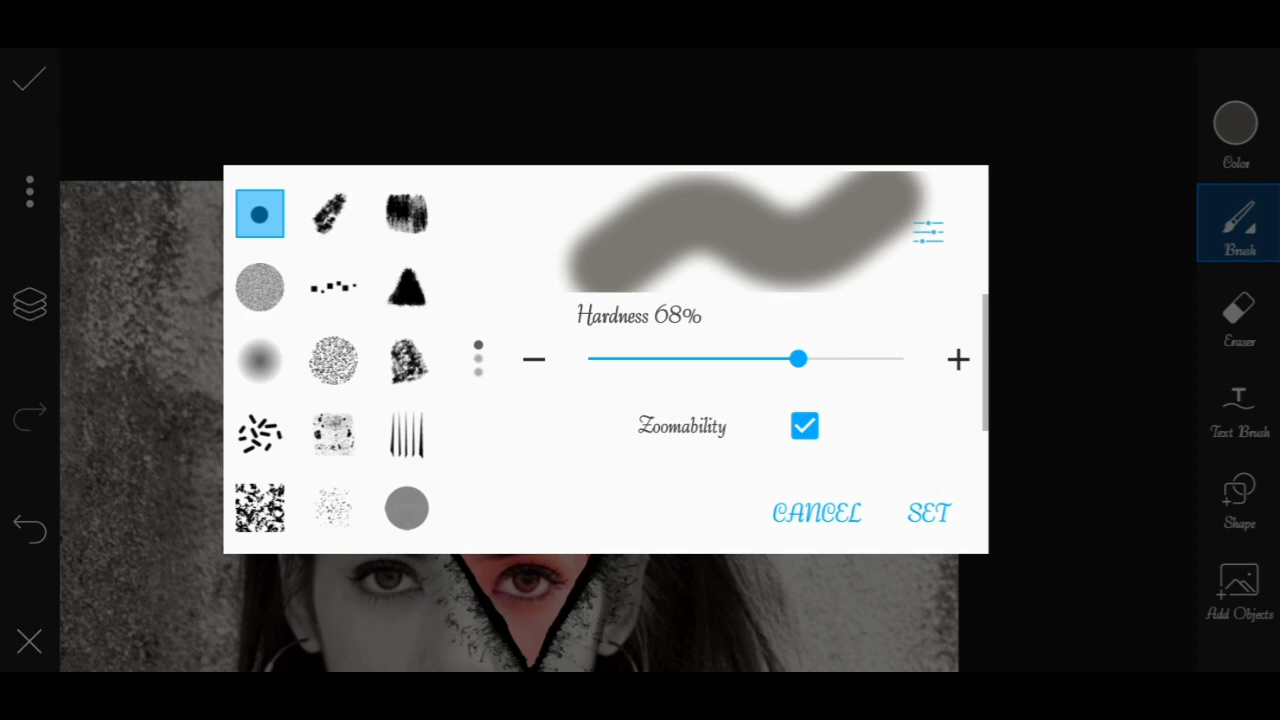 Color
Brush
Eraser
Text Brush
Shape
Add Objects
Hardness 68%
Zoomability
CANCEL
SET